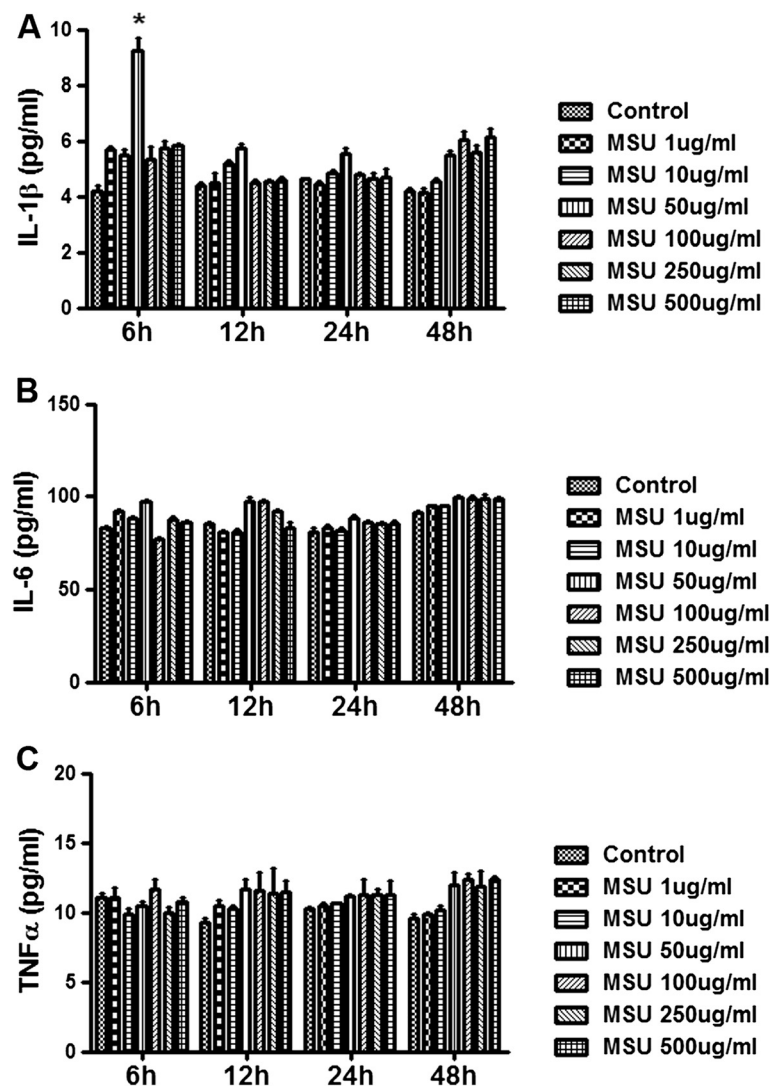 A
*
IL-1β (pg/ml)
10
8
6
4
2
0
6h 12h 24h 48h
Control
MSU 1ug/ml
MSU 10ug/ml
MSU 50ug/ml
MSU 100ug/ml
MSU 250ug/ml
MSU 500ug/ml
B
IL-6 (pg/ml)
150
100
50
0
6h 12h 24h 48h
Control
MSU 1ug/ml
MSU 10ug/ml
MSU 50ug/ml
MSU 100ug/ml
MSU 250ug/ml
MSU 500ug/ml
C
TNFα (pg/ml)
20
15
10
5
0
6h 12h 24h 48h
Control
MSU 1ug/ml
MSU 10ug/ml
MSU 50ug/ml
MSU 100ug/ml
MSU 250ug/ml
MSU 500ug/ml